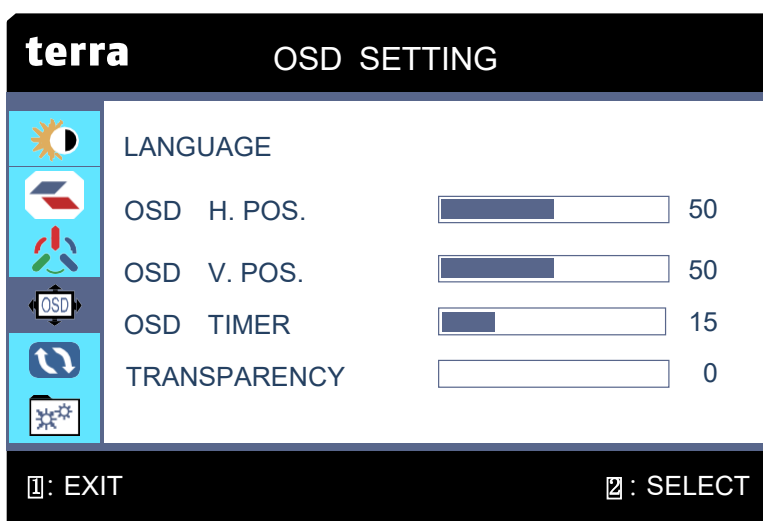 terra OSD SETTING
LANGUAGE
OSD H. POS. 50
OSD V. POS. 50
OSD OSD TIMER 15
TRANSPARENCY 0
1: EXIT 2: SELECT